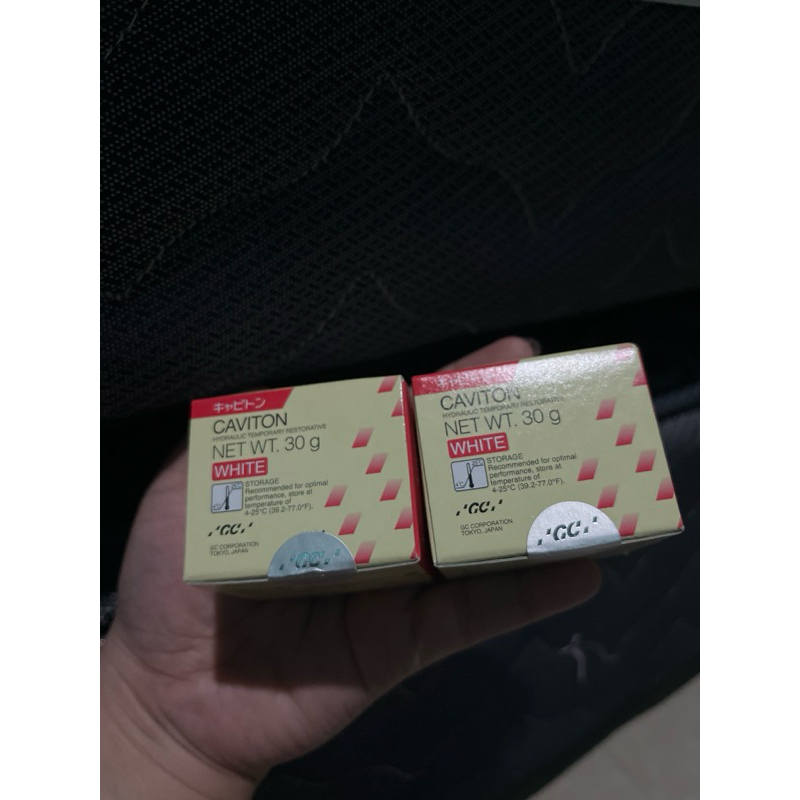 キャビトン
CAVITON
HYDRAULIC TEMPORARY RESTORATIVE
NET WT. 30 g
WHITE
STORAGE
Recommended for optimal
performance, store at
temperature of
4-25°C (39.2-77.0°F).
GC
GC CORPORATION
TOKYO, JAPAN
GC
CAVITON
HYDRAULIC TEMPORARY RESTORATIVE
NET WT. 30 g
WHITE
STORAGE
Recommended for optimal
performance, store at
temperature of
4-25°C (39.2-77.0°F).
GC
GC CORPORATION
TOKYO, JAPAN
GC